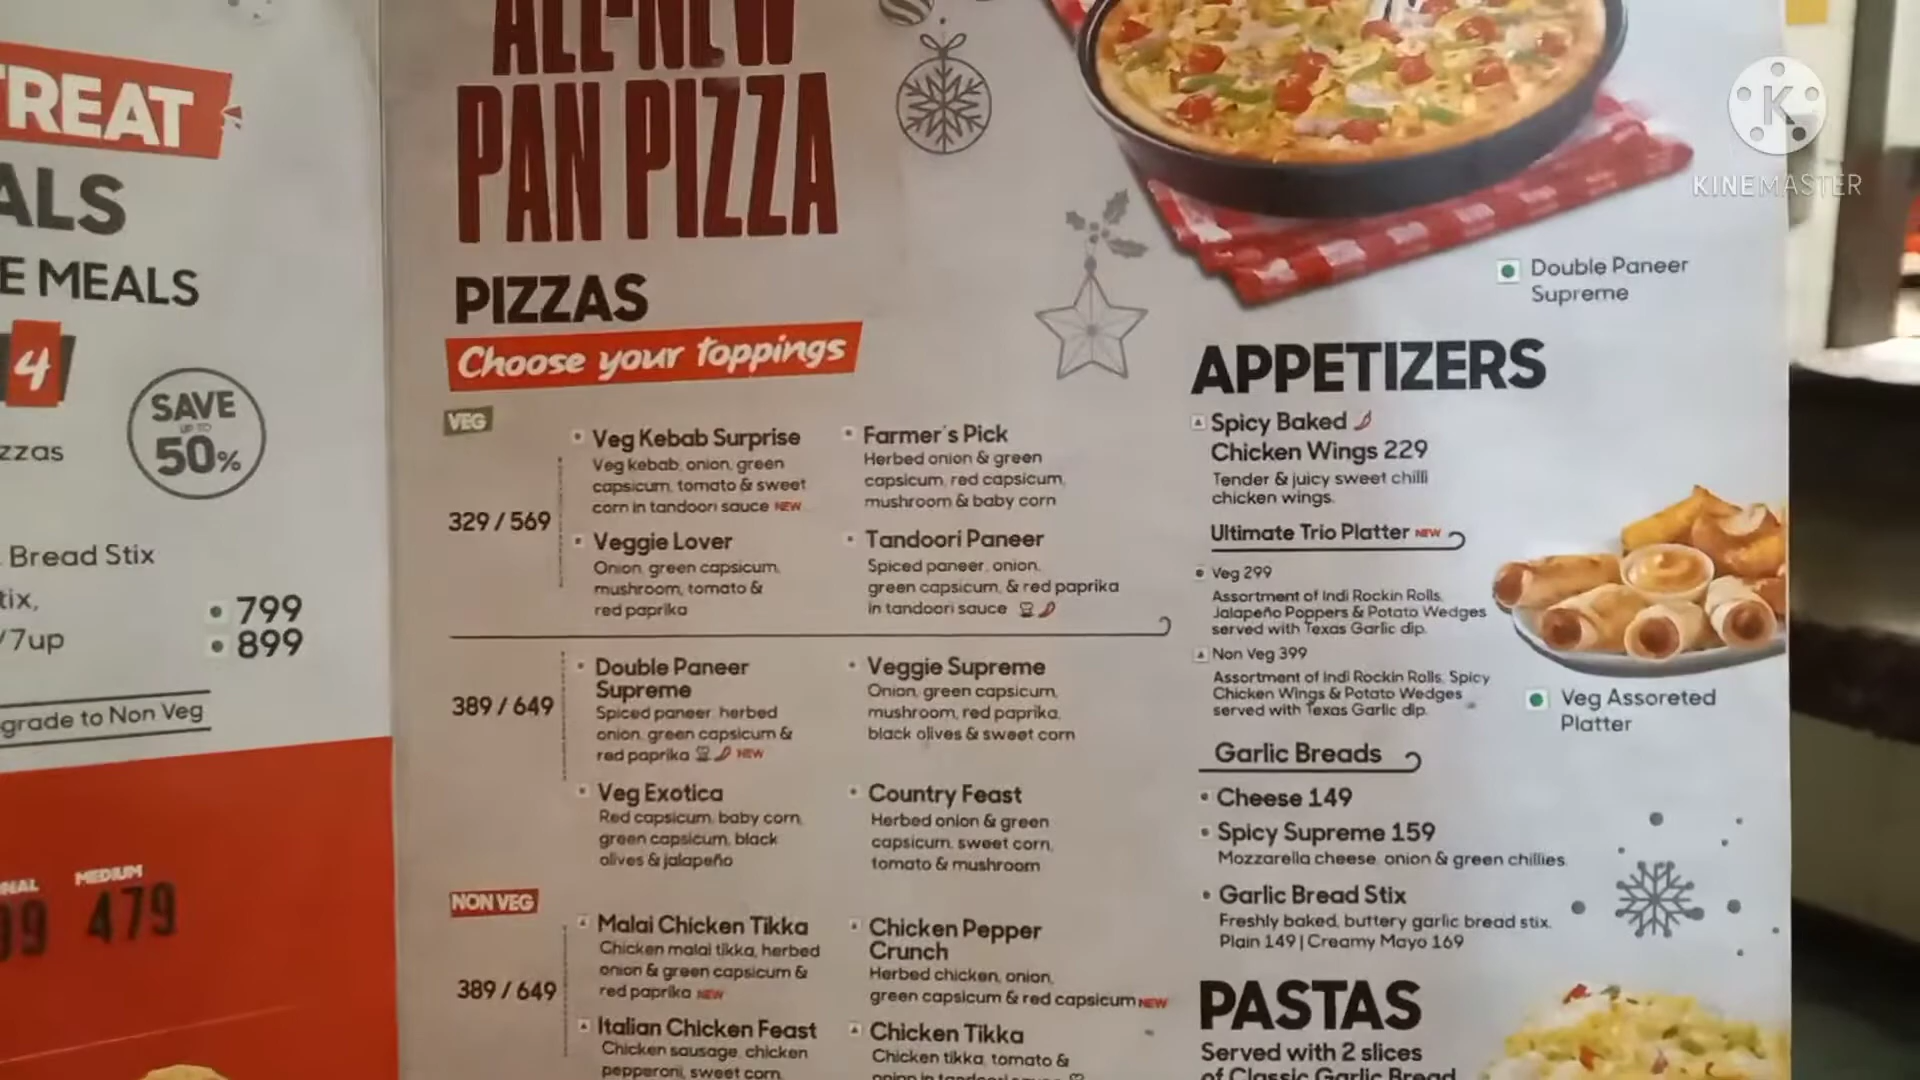 TREAT
ALS
E MEALS
4
SAVE
UP TO
50%
zzas
Bread Stix
tix,
/7up
799
899
grade to Non Veg
MEDIUM
479
ALL-NEW
PAN PIZZA
PIZZAS
Choose your toppings
VEG
329 / 569
Veg Kebab Surprise
Veg kebab, onion, green
capsicum, tomato & sweet
corn in tandoori sauce NEW
Farmer's Pick
Herbed onion & green
capsicum, red capsicum,
mushroom & baby corn
Veggie Lover
Onion, green capsicum,
mushroom, tomato &
red paprika
Tandoori Paneer
Spiced paneer, onion,
green capsicum, & red paprika
in tandoori sauce
389 / 649
Double Paneer
Supreme
Spiced paneer, herbed
onion, green capsicum &
red paprika NEW
Veggie Supreme
Onion, green capsicum,
mushroom, red paprika,
black olives & sweet corn
Veg Exotica
Red capsicum, baby corn,
green capsicum, black
olives & jalapeño
Country Feast
Herbed onion & green
capsicum, sweet corn,
tomato & mushroom
NON VEG
389 / 649
Malai Chicken Tikka
Chicken malai tikka, herbed
onion & green capsicum &
red paprika NEW
Chicken Pepper
Crunch
Herbed chicken, onion,
green capsicum & red capsicum NEW
Italian Chicken Feast
Chicken sausage, chicken
pepperoni, sweet corn,
Chicken Tikka
Chicken tikka, tomato &
onion in tandoori sauce
Double Paneer
Supreme
APPETIZERS
Spicy Baked
Chicken Wings 229
Tender & juicy sweet chilli
chicken wings.
Ultimate Trio Platter NEW
Veg 299
Assortment of Indi Rockin Rolls,
Jalapeño Poppers & Potato Wedges
served with Texas Garlic dip.
Non Veg 399
Assortment of Indi Rockin Rolls, Spicy
Chicken Wings & Potato Wedges
served with Texas Garlic dip.
Veg Assoreted
Platter
Garlic Breads
Cheese 149
Spicy Supreme 159
Mozzarella cheese, onion & green chillies.
Garlic Bread Stix
Freshly baked, buttery garlic bread stix.
Plain 149 | Creamy Mayo 169
PASTAS
Served with 2 slices
of Classic Garlic Bread
K
KINEMASTER